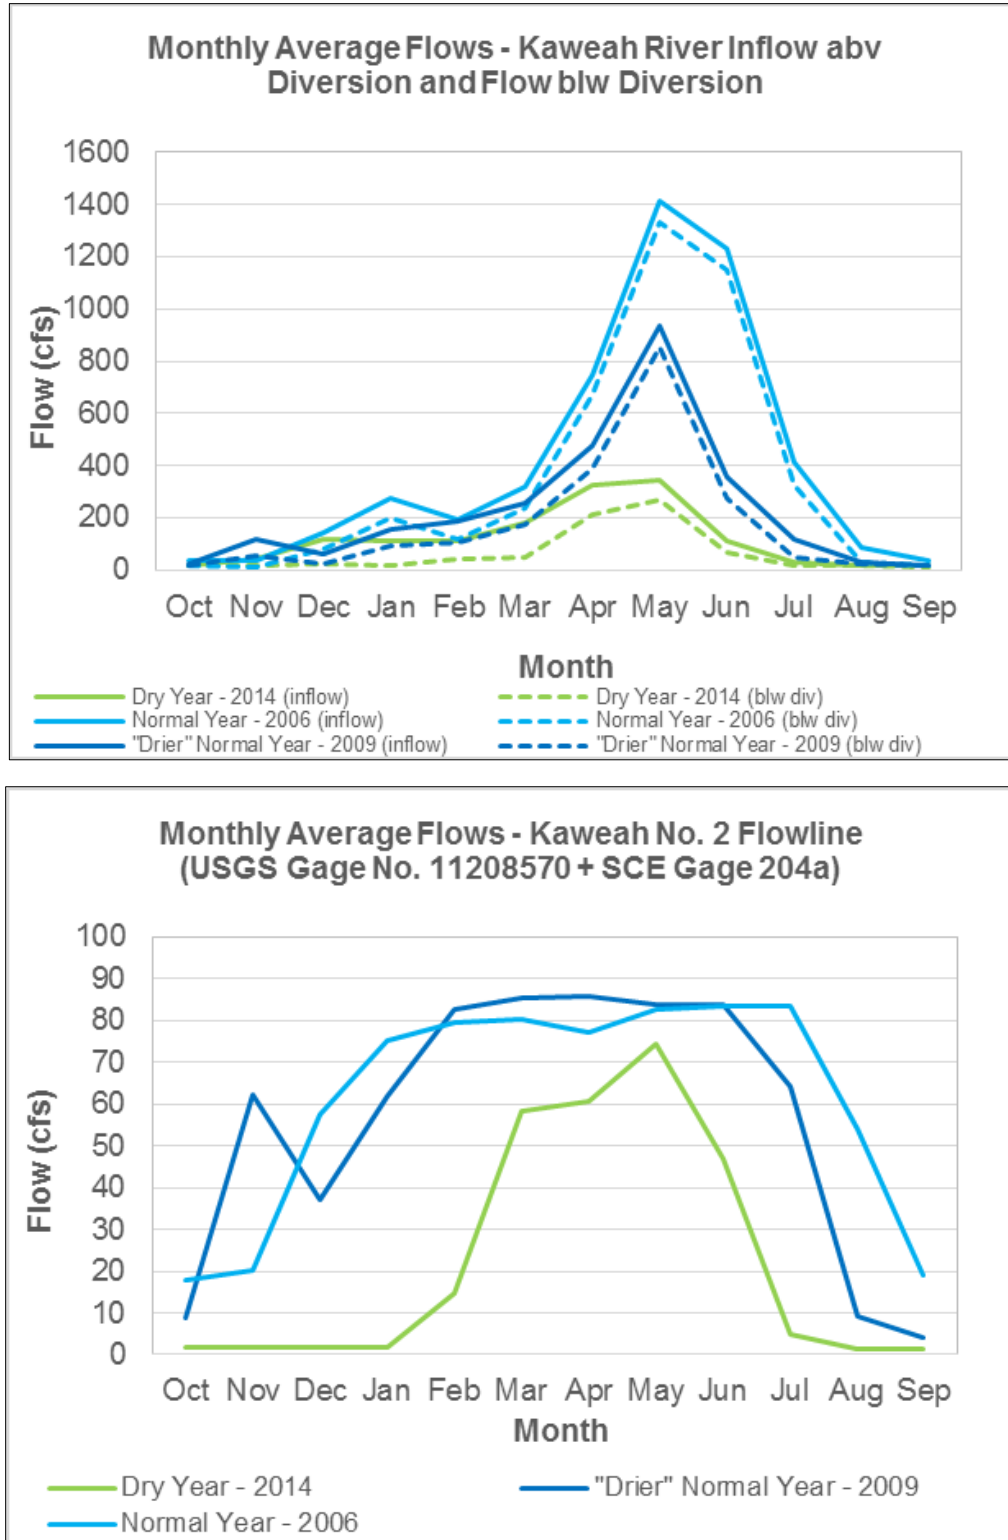 Monthly Average Flows - Kaweah River Inflow abv
Diversion and Flow blw Diversion
1600
1400
1200
1000
800
600
400
200
0
Flow (cfs)
Oct Nov Dec Jan Feb Mar Apr May Jun Jul Aug Sep
Month
Dry Year - 2014 (inflow) Dry Year - 2014 (blw div)
Normal Year - 2006 (inflow) Normal Year - 2006 (blw div)
"Drier" Normal Year - 2009 (inflow) "Drier" Normal Year - 2009 (blw div)
Monthly Average Flows - Kaweah No. 2 Flowline
(USGS Gage No. 11208570 + SCE Gage 204a)
100
90
80
70
60
50
40
30
20
10
0
Flow (cfs)
Oct Nov Dec Jan Feb Mar Apr May Jun Jul Aug Sep
Month
Dry Year - 2014 "Drier" Normal Year - 2009
Normal Year - 2006